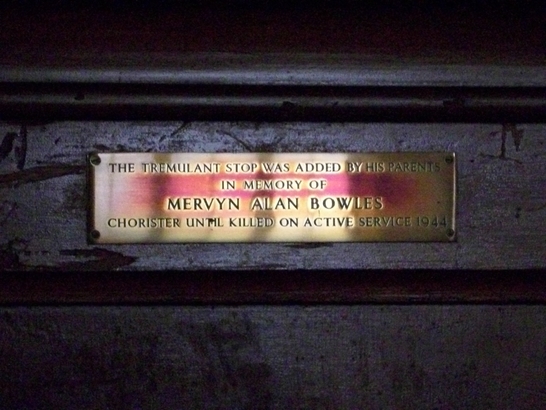 THE TREMULANT STOP WAS ADDED BY HIS PARENTS
IN MEMORY OF
MERVYN ALAN BOWLES
CHORISTER UNTIL KILLED ON ACTIVE SERVICE 1944